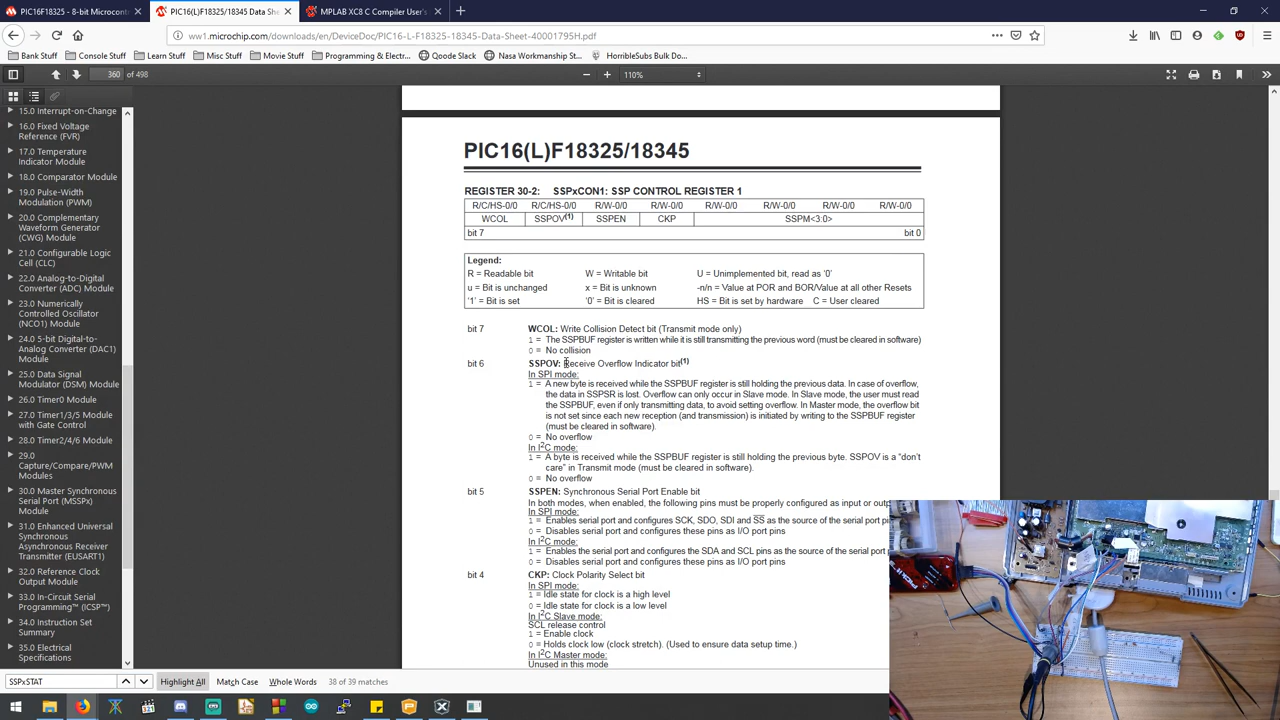 PIC16F18325 - 8-bit Microcont
PIC16(L)F18325/18345 Data She
MPLAB XC8 C Compiler User's
ww1.microchip.com/downloads/en/DeviceDoc/PIC16-L-F18325-18345-Data-Sheet-40001795H.pdf
Bank Stuff
Console Stuff
Learn Stuff
Misc Stuff
Movie Stuff
Programming & Electr...
Qode Slack
Nasa Workmanship St...
HorribleSubs Bulk Do...
360 of 498
110%
15.0 Interrupt-on-Change
16.0 Fixed Voltage
Reference (FVR)
17.0 Temperature
Indicator Module
18.0 Comparator Module
19.0 Pulse-Width
Modulation (PWM)
20.0 Complementary
Waveform Generator
(CWG) Module
21.0 Configurable Logic
Cell (CLC)
22.0 Analog-to-Digital
Converter (ADC) Module
23.0 Numerically
Controlled Oscillator
(NCO1) Module
24.0 5-bit Digital-to-
Analog Converter (DAC1)
Module
25.0 Data Signal
Modulator (DSM) Module
26.0 Timer0 Module
27.0 Timer1/3/5 Module
with Gate Control
28.0 Timer2/4/6 Module
29.0
Capture/Compare/PWM
Modules
30.0 Master Synchronous
Serial Port (MSSPx)
Module
31.0 Enhanced Universal
Synchronous
Asynchronous Receiver
Transmitter (EUSART1)
32.0 Reference Clock
Output Module
33.0 In-Circuit Serial
Programming™ (ICSP™)
34.0 Instruction Set
Summary
35.0 Electrical
Specifications
PIC16(L)F18325/18345
REGISTER 30-2: SSPxCON1: SSP CONTROL REGISTER 1
R/C/HS-0/0 R/C/HS-0/0 R/W-0/0 R/W-0/0 R/W-0/0 R/W-0/0 R/W-0/0 R/W-0/0
WCOL SSPOV(1) SSPEN CKP SSPM<3:0>
bit 7 bit 0
Legend:
R = Readable bit W = Writable bit U = Unimplemented bit, read as '0'
u = Bit is unchanged x = Bit is unknown -n/n = Value at POR and BOR/Value at all other Resets
'1' = Bit is set '0' = Bit is cleared HS = Bit is set by hardware C = User cleared
bit 7 WCOL: Write Collision Detect bit (Transmit mode only)
1 = The SSPBUF register is written while it is still transmitting the previous word (must be cleared in software)
0 = No collision
bit 6 SSPOV: Receive Overflow Indicator bit(1)
In SPI mode:
1 = A new byte is received while the SSPBUF register is still holding the previous data. In case of overflow,
the data in SSPSR is lost. Overflow can only occur in Slave mode. In Slave mode, the user must read
the SSPBUF, even if only transmitting data, to avoid setting overflow. In Master mode, the overflow bit
is not set since each new reception (and transmission) is initiated by writing to the SSPBUF register
(must be cleared in software).
0 = No overflow
In I2C mode:
1 = A byte is received while the SSPBUF register is still holding the previous byte. SSPOV is a “don't
care” in Transmit mode (must be cleared in software).
0 = No overflow
bit 5 SSPEN: Synchronous Serial Port Enable bit
In both modes, when enabled, the following pins must be properly configured as input or outp
In SPI mode:
1 = Enables serial port and configures SCK, SDO, SDI and SS as the source of the serial port pi
0 = Disables serial port and configures these pins as I/O port pins
In I2C mode:
1 = Enables the serial port and configures the SDA and SCL pins as the source of the serial port
0 = Disables serial port and configures these pins as I/O port pins
bit 4 CKP: Clock Polarity Select bit
In SPI mode:
1 = Idle state for clock is a high level
0 = Idle state for clock is a low level
In I2C Slave mode:
SCL release control
1 = Enable clock
0 = Holds clock low (clock stretch). (Used to ensure data setup time.)
In I2C Master mode:
Unused in this mode
SSPxSTAT
Highlight All
Match Case
Whole Words
38 of 39 matches